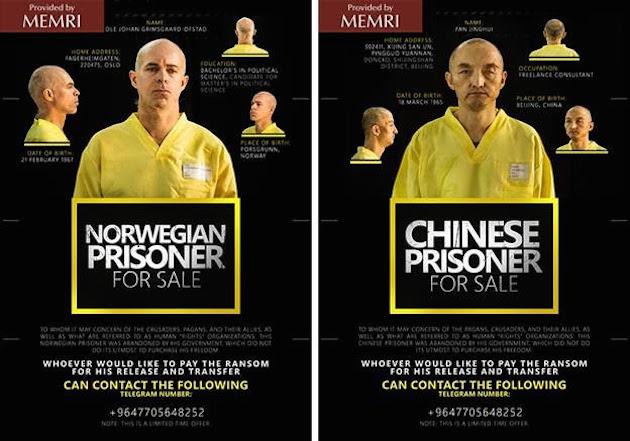 Provided by
MEMRI
NAME:
OLE JOHAN GRIMSGAARD-OFSTAD
HOME ADDRESS:
FAGERHEIMGATEN,
220475, OSLO
EDUCATION:
BACHELOR'S IN POLITICAL
SCIENCE, CANDIDATE FOR
MASTER'S IN POLITICAL
SCIENCE
DATE OF BIRTH:
21 FEBRUARY 1967
PLACE OF BIRTH:
PORSGRUNN,
NORWAY
NORWEGIAN
PRISONER
FOR SALE
TO WHOM IT MAY CONCERN OF THE CRUSADERS, PAGANS, AND THEIR ALLIES, AS
WELL AS WHAT ARE REFERRED TO AS HUMAN "RIGHTS" ORGANIZATIONS. THIS
NORWEGIAN PRISONER WAS ABANDONED BY HIS GOVERNMENT, WHICH DID NOT
DO ITS UTMOST TO PURCHASE HIS FREEDOM.
WHOEVER WOULD LIKE TO PAY THE RANSOM
FOR HIS RELEASE AND TRANSFER
CAN CONTACT THE FOLLOWING
TELEGRAM NUMBER:
+9647705648252
NOTE: THIS IS A LIMITED TIME OFFER.
Provided by
MEMRI
NAME:
FAN JINGHUI
HOME ADDRESS:
DISTRICT, BEIJING
OCCUPATION:
FREELANCE CONSULTANT
DATE OF BIRTH:
18 MARCH 1965
PLACE OF BIRTH:
BEIJING, CHINA
CHINESE
PRISONER
FOR SALE
TO WHOM IT MAY CONCERN OF THE PAGANS, CRUSADERS, AND THEIR ALLIES, AS
WELL AS WHAT ARE REFERRED TO AS HUMAN "RIGHTS" ORGANIZATIONS. THIS
CHINESE PRISONER WAS ABANDONED BY HIS GOVERNMENT, WHICH DID NOT
DO ITS UTMOST TO PURCHASE HIS FREEDOM.
WHOEVER WOULD LIKE TO PAY THE RANSOM
FOR HIS RELEASE AND TRANSFER
CAN CONTACT THE FOLLOWING
TELEGRAM NUMBER:
+9647705648252
NOTE: THIS IS A LIMITED TIME OFFER.